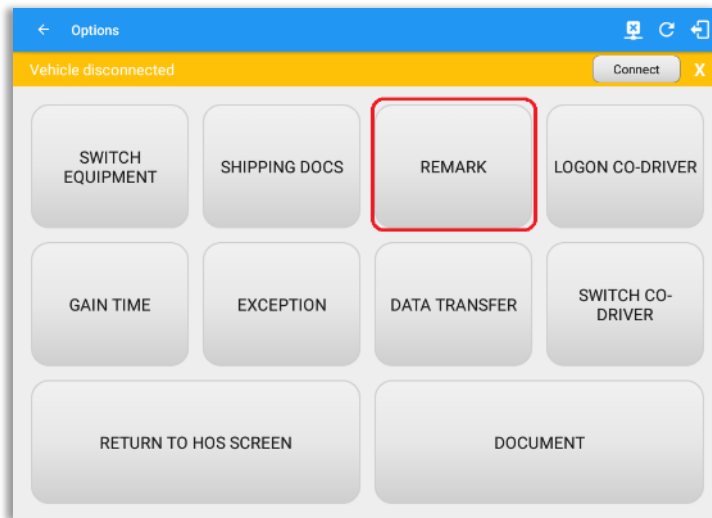 Options
Vehicle disconnected
Connect
X
SWITCH
EQUIPMENT
SHIPPING DOCS
REMARK
LOGON CO-DRIVER
GAIN TIME
EXCEPTION
DATA TRANSFER
SWITCH CO-
DRIVER
RETURN TO HOS SCREEN
DOCUMENT